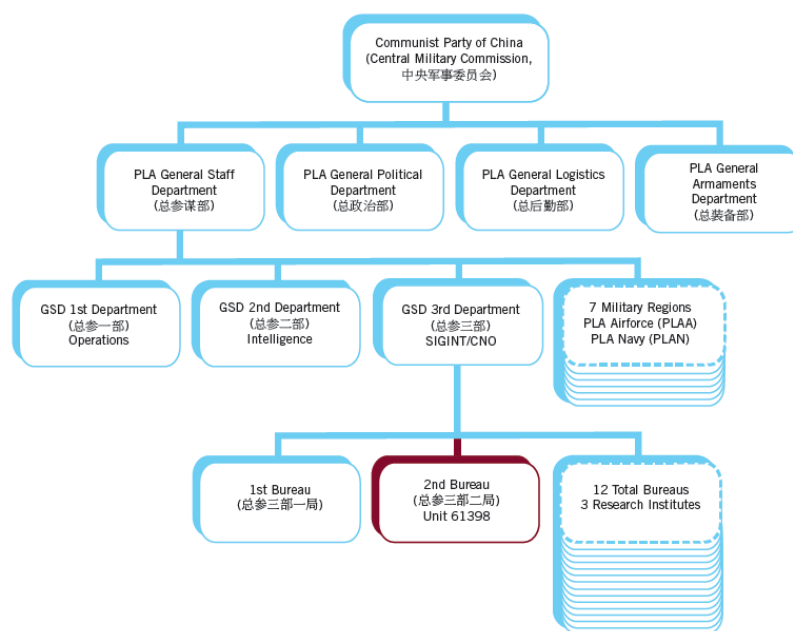 Communist Party of China
(Central Military Commission,
中央军事委员会)
PLA General Staff
Department
(总参谋部)
PLA General Political
Department
(总政治部)
PLA General Logistics
Department
(总后勤部)
PLA General
Armaments
Department
(总装备部)
GSD 1st Department
(总参一部)
Operations
GSD 2nd Department
(总参二部)
Intelligence
GSD 3rd Department
(总参三部)
SIGINT/CNO
7 Military Regions
PLA Airforce (PLAA)
PLA Navy (PLAN)
1st Bureau
(总参三部一局)
2nd Bureau
(总参三部二局)
Unit 61398
12 Total Bureaus
3 Research Institutes